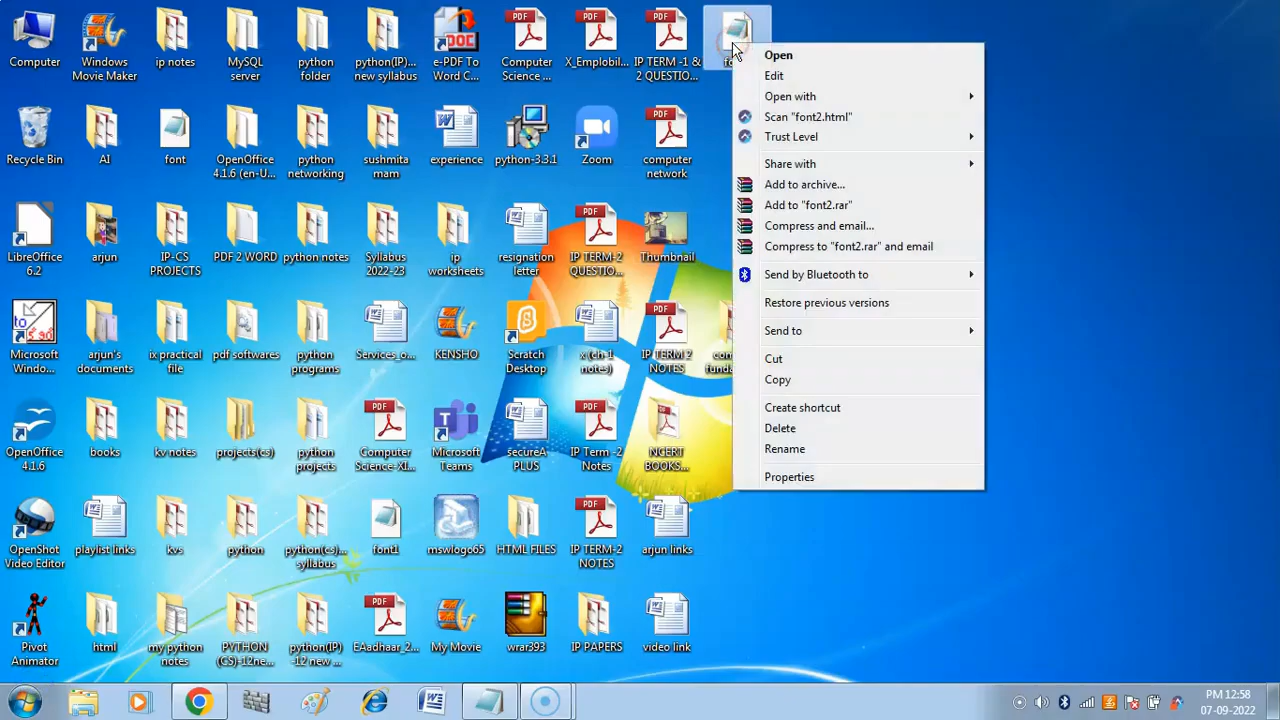 Computer
Windows
Movie Maker
ip notes
MySQL
server
python
folder
python(IP)...
new syllabus
e-PDF To
Word C...
Computer
Science ...
X_Emplobil...
IP TERM -1 &
2 QUESTIO...
Recycle Bin
AI
font
OpenOffice
4.1.6 (en-U...
python
networking
sushmita
mam
experience
python-3.3.1
Zoom
computer
network
LibreOffice
6.2
arjun
IP-CS
PROJECTS
PDF 2 WORD
python notes
Syllabus
2022-23
ip
worksheets
resignation
letter
IP TERM-2
QUESTIO...
Thumbnail
Microsoft
Windo...
arjun's
documents
ix practical
file
pdf softwares
python
programs
Services_o...
KENSHO
Scratch
Desktop
x (ch-1
notes)
IP TERM 2
NOTES
OpenOffice
4.1.6
books
kv notes
projects(cs)
python
projects
Computer
Science-XI...
Microsoft
Teams
secureA
PLUS
IP Term -2
Notes
NCERT
BOOKS...
OpenShot
Video Editor
playlist links
kvs
python
python(cs)...
syllabus
font1
mswlogo65
HTML FILES
IP TERM-2
NOTES
arjun links
Pivot
Animator
html
my python
notes
PYTHON
(CS)-12ne...
python(IP)
-12 new ...
EAadhaar_2...
My Movie
wrar393
IP PAPERS
video link
Open
Edit
Open with
Scan "font2.html"
Trust Level
Share with
Add to archive...
Add to "font2.rar"
Compress and email...
Compress to "font2.rar" and email
Send by Bluetooth to
Restore previous versions
Send to
Cut
Copy
Create shortcut
Delete
Rename
Properties
PM 12:58
07-09-2022